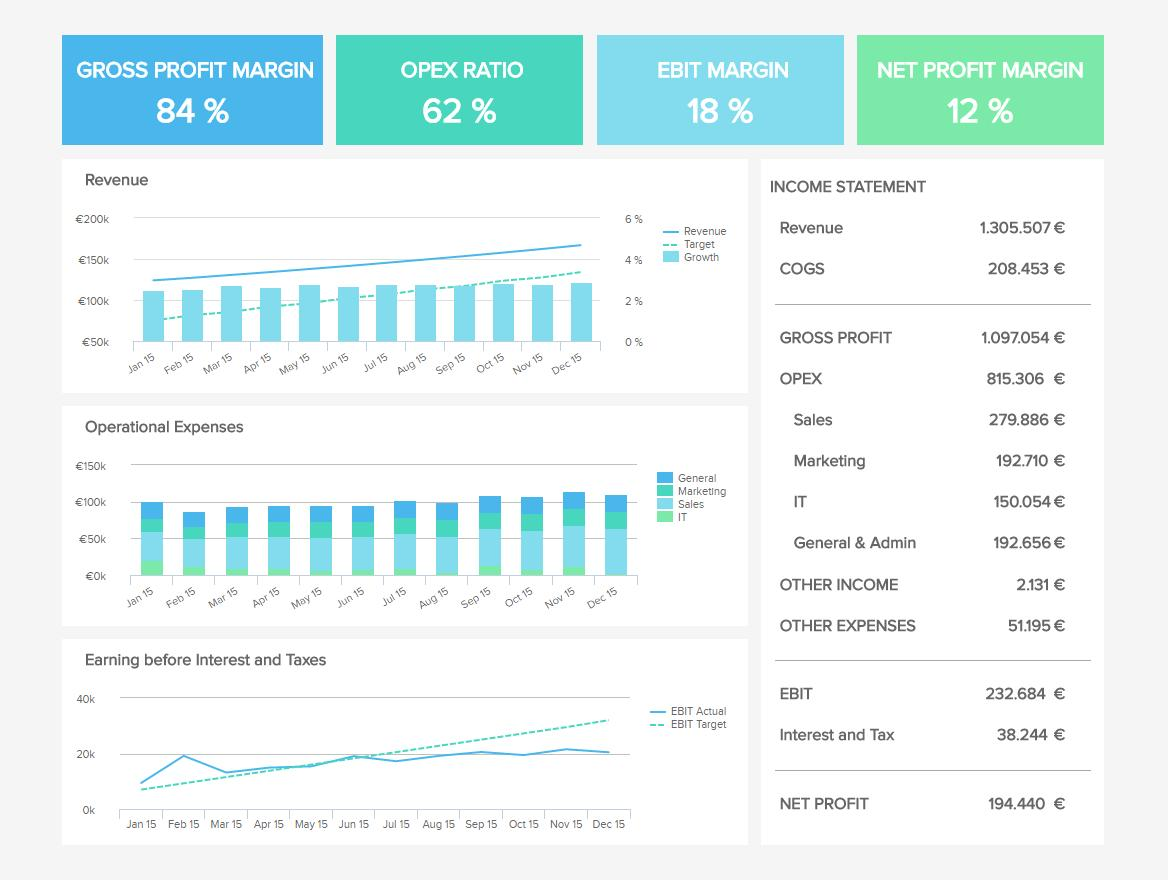 GROSS PROFIT MARGIN
84 %
OPEX RATIO
62 %
EBIT MARGIN
18 %
NET PROFIT MARGIN
12 %
Revenue
€200k
€150k
€100k
€50k
6 %
4 %
2 %
0 %
Revenue
Target
Growth
Jan 15 Feb 15 Mar 15 Apr 15 May 15 Jun 15 Jul 15 Aug 15 Sep 15 Oct 15 Nov 15 Dec 15
Operational Expenses
€150k
€100k
€50k
€0k
General
Marketing
Sales
IT
Jan 15 Feb 15 Mar 15 Apr 15 May 15 Jun 15 Jul 15 Aug 15 Sep 15 Oct 15 Nov 15 Dec 15
Earning before Interest and Taxes
40k
20k
0k
EBIT Actual
EBIT Target
Jan 15 Feb 15 Mar 15 Apr 15 May 15 Jun 15 Jul 15 Aug 15 Sep 15 Oct 15 Nov 15 Dec 15
INCOME STATEMENT
Revenue 1.305.507 €
COGS 208.453 €
GROSS PROFIT 1.097.054 €
OPEX 815.306 €
Sales 279.886 €
Marketing 192.710 €
IT 150.054 €
General & Admin 192.656 €
OTHER INCOME 2.131 €
OTHER EXPENSES 51.195 €
EBIT 232.684 €
Interest and Tax 38.244 €
NET PROFIT 194.440 €